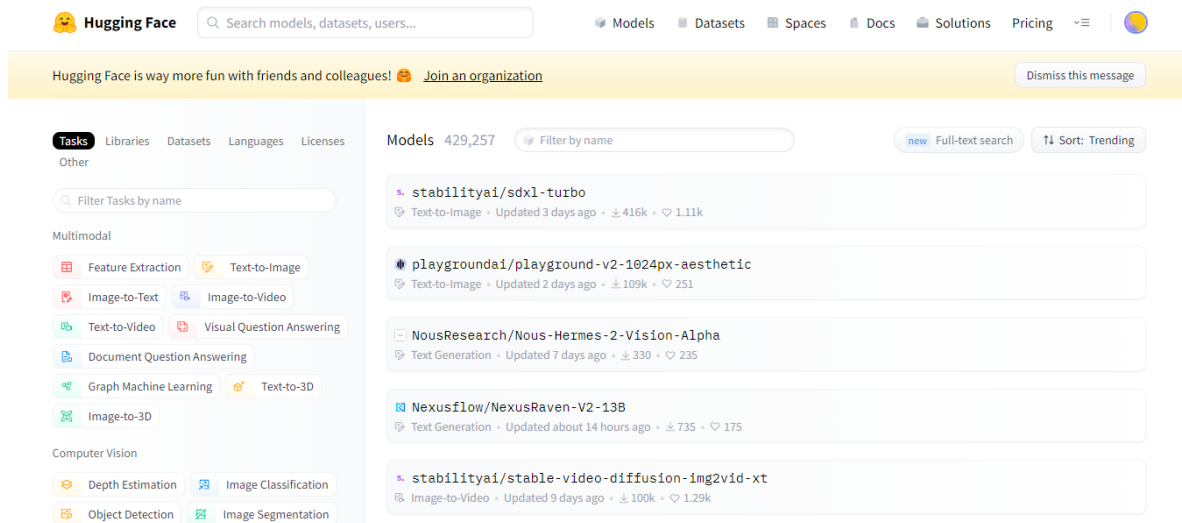 Hugging Face
Search models, datasets, users...
Models
Datasets
Spaces
Docs
Solutions
Pricing
Hugging Face is way more fun with friends and colleagues! 🤗 Join an organization
Dismiss this message
Tasks Libraries Datasets Languages Licenses
Other
Filter Tasks by name
Multimodal
Feature Extraction Text-to-Image
Image-to-Text Image-to-Video
Text-to-Video Visual Question Answering
Document Question Answering
Graph Machine Learning Text-to-3D
Image-to-3D
Computer Vision
Depth Estimation Image Classification
Object Detection Image Segmentation
Models 429,257
Filter by name
new Full-text search
Sort: Trending
s. stabilityai/sdxl-turbo
Text-to-Image • Updated 3 days ago • 416k • 1.11k
playgroundai/playground-v2-1024px-aesthetic
Text-to-Image • Updated 2 days ago • 109k • 251
NousResearch/Nous-Hermes-2-Vision-Alpha
Text Generation • Updated 7 days ago • 330 • 235
Nexusflow/NexusRaven-V2-13B
Text Generation • Updated about 14 hours ago • 735 • 175
s. stabilityai/stable-video-diffusion-img2vid-xt
Image-to-Video • Updated 9 days ago • 100k • 1.29k